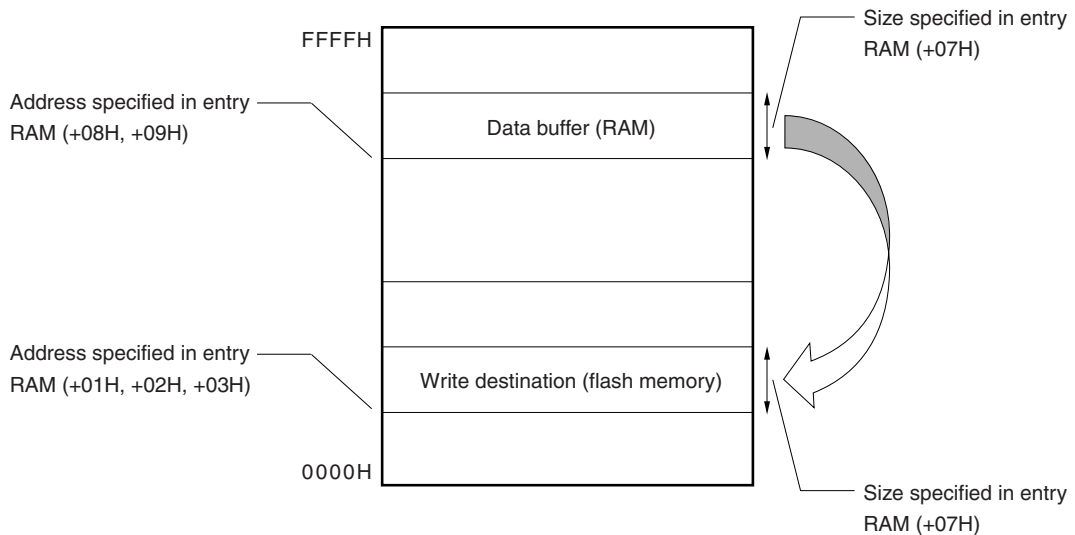 Size specified in entry
RAM (+07H)
FFFFH
Address specified in entry
RAM (+08H, +09H)
Data buffer (RAM)
Address specified in entry
RAM (+01H, +02H, +03H)
Write destination (flash memory)
0000H
Size specified in entry
RAM (+07H)